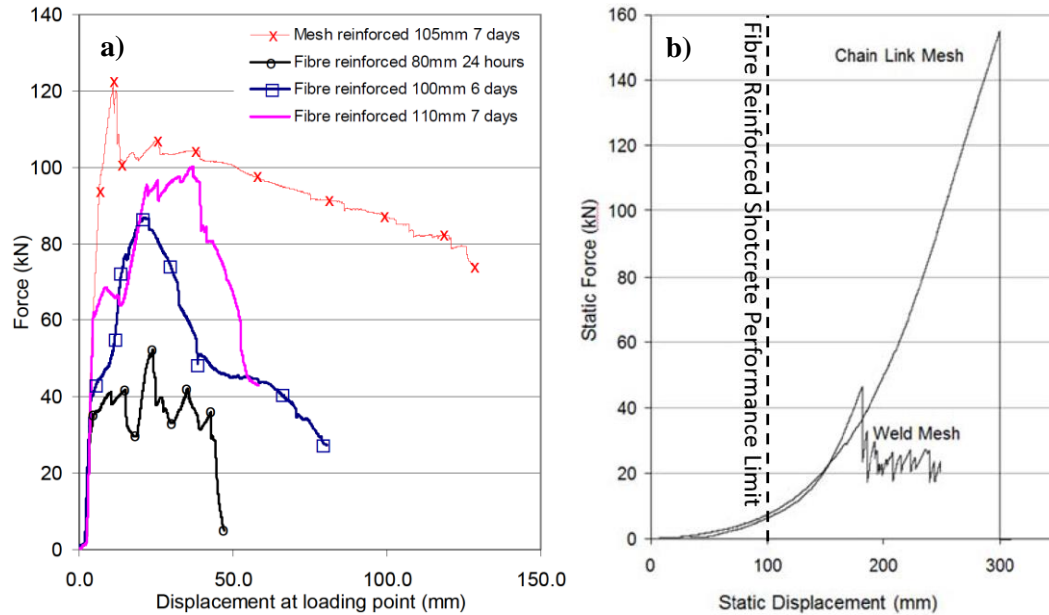 a)
Mesh reinforced 105mm 7 days
Fibre reinforced 80mm 24 hours
Fibre reinforced 100mm 6 days
Fibre reinforced 110mm 7 days
140
120
100
80
60
40
20
0
Force (kN)
0.0
50.0
100.0
150.0
Displacement at loading point (mm)
b)
Chain Link Mesh
Fibre Reinforced Shotcrete Performance Limit
Weld Mesh
160
140
120
100
80
60
40
20
0
Static Force (kN)
0
100
200
300
Static Displacement (mm)